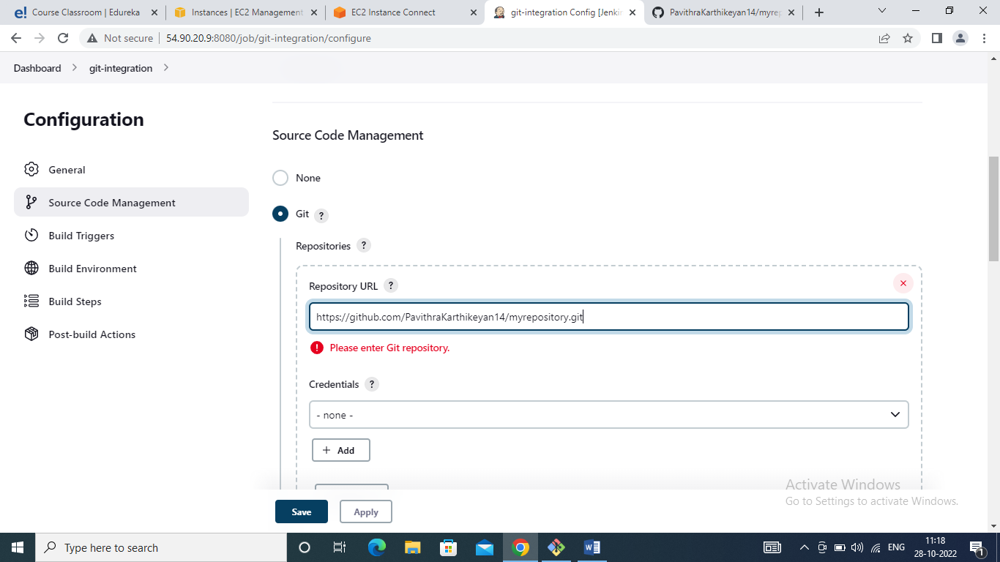 e! Course Classroom | Edureka
Instances | EC2 Management
EC2 Instance Connect
git-integration Config [Jenki
PavithraKarthikeyan14/myrep
Not secure
54.90.20.9:8080/job/git-integration/configure
Dashboard
git-integration
Configuration
General
Source Code Management
Build Triggers
Build Environment
Build Steps
Post-build Actions
Source Code Management
None
Git ?
Repositories ?
Repository URL ?
https://github.com/PavithraKarthikeyan14/myrepository.git
! Please enter Git repository.
Credentials ?
- none -
+ Add
Save
Apply
Activate Windows
Go to Settings to activate Windows.
Type here to search
W
ENG
11:18
28-10-2022
1